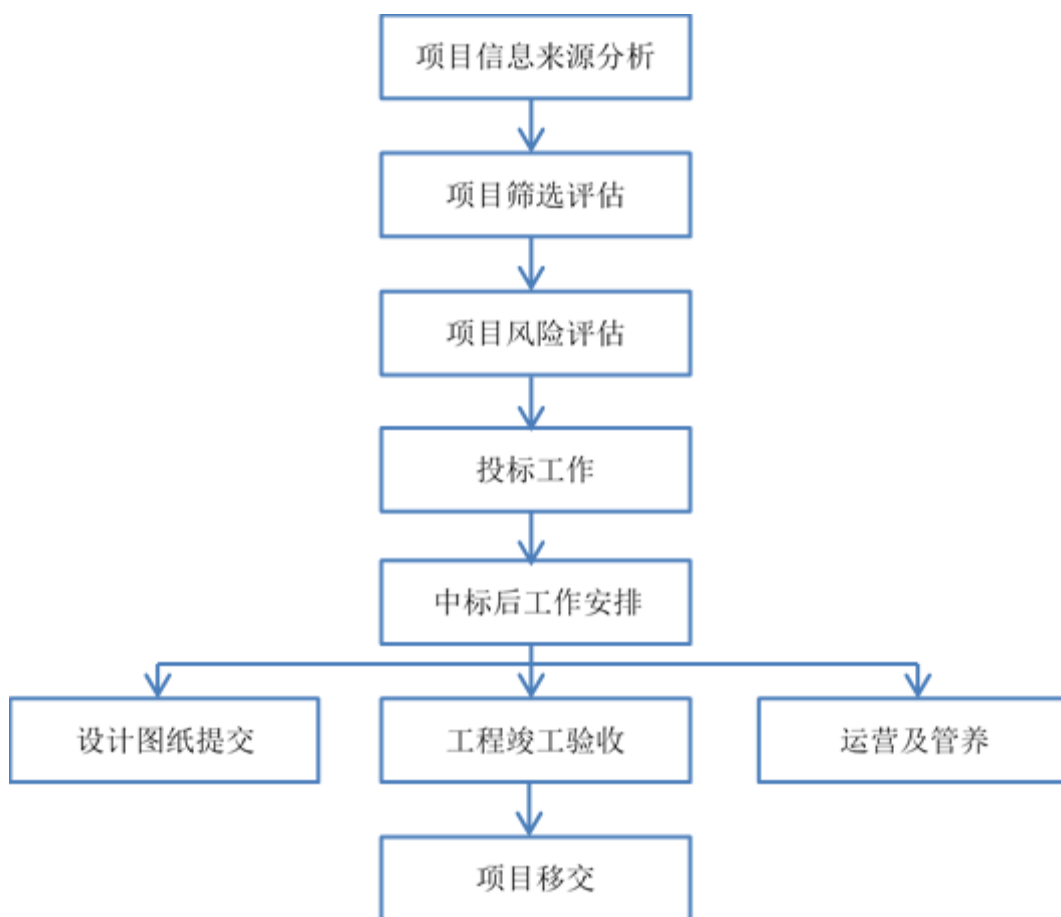 项目信息来源分析
项目筛选评估
项目风险评估
投标工作
中标后工作安排
设计图纸提交
工程竣工验收
运营及管养
项目移交